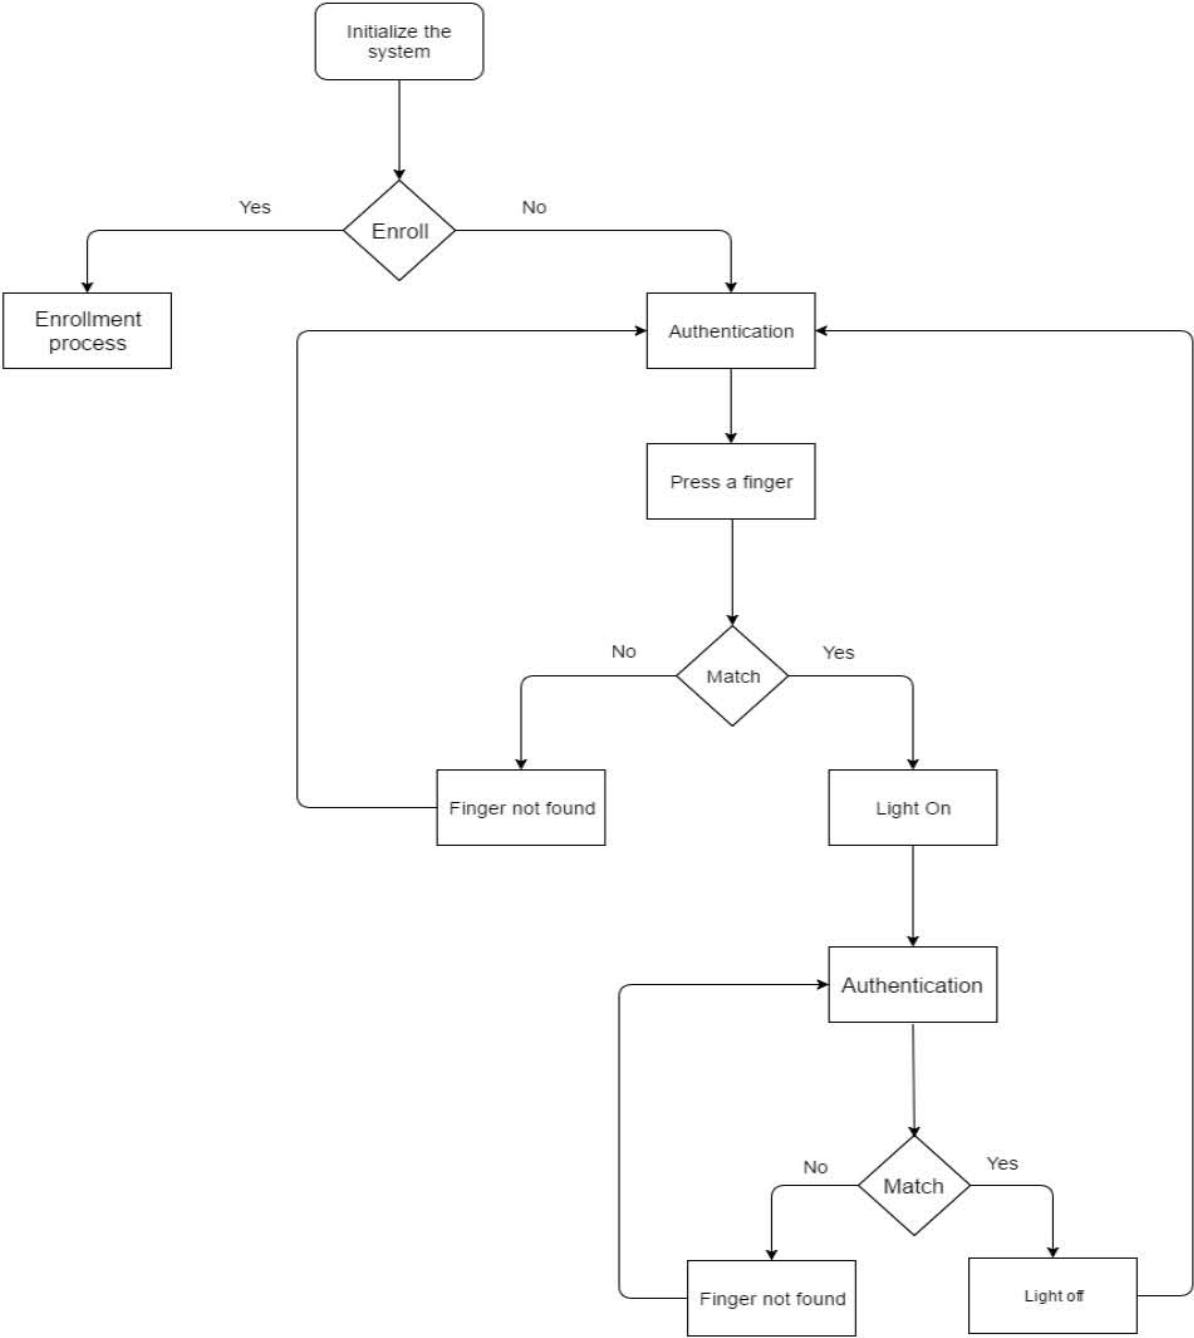 Initialize the
system
Yes
No
Enroll
Enrollment
process
Authentication
Press a finger
No
Yes
Match
Finger not found
Light On
Authentication
No
Yes
Match
Finger not found
Light off